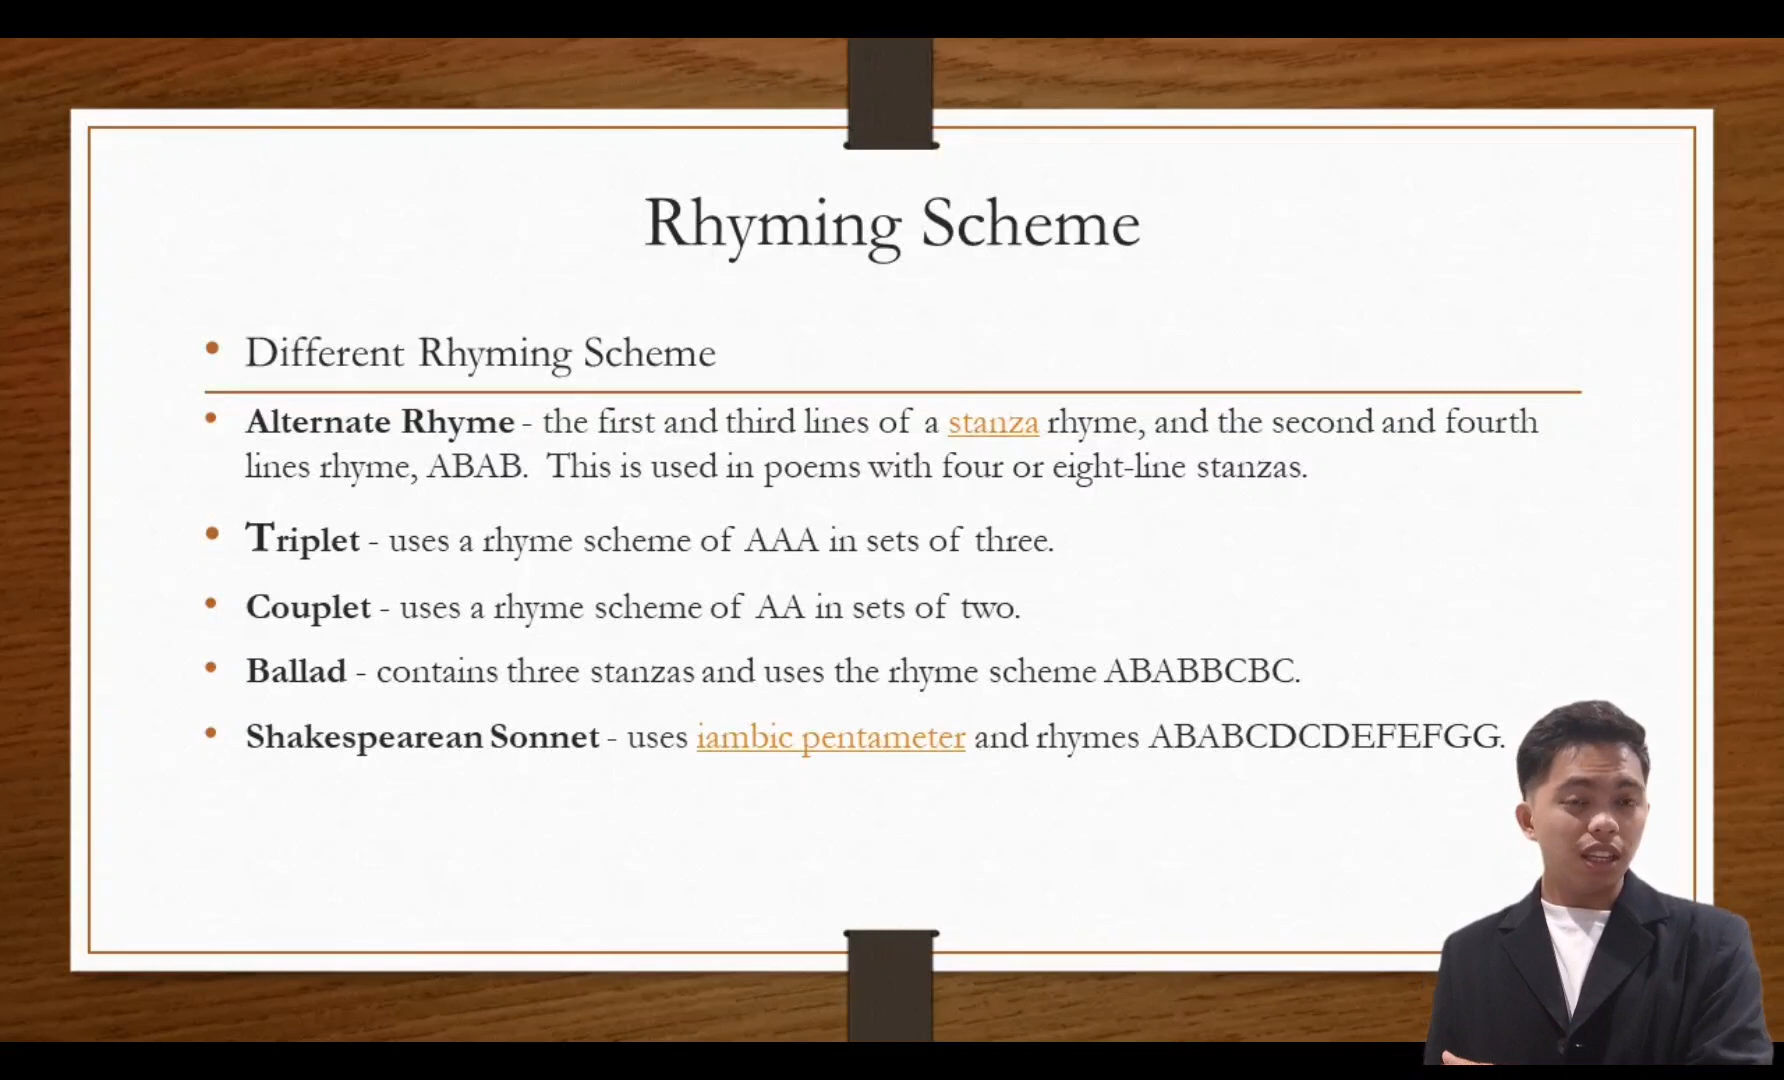 Rhyming Scheme
• Different Rhyming Scheme
• Alternate Rhyme - the first and third lines of a stanza rhyme, and the second and fourth
lines rhyme, ABAB.  This is used in poems with four or eight-line stanzas.
• Triplet - uses a rhyme scheme of AAA in sets of three.
• Couplet - uses a rhyme scheme of AA in sets of two.
• Ballad - contains three stanzas and uses the rhyme scheme ABABBCBC.
• Shakespearean Sonnet - uses iambic pentameter and rhymes ABABCDCDEFEFGG.